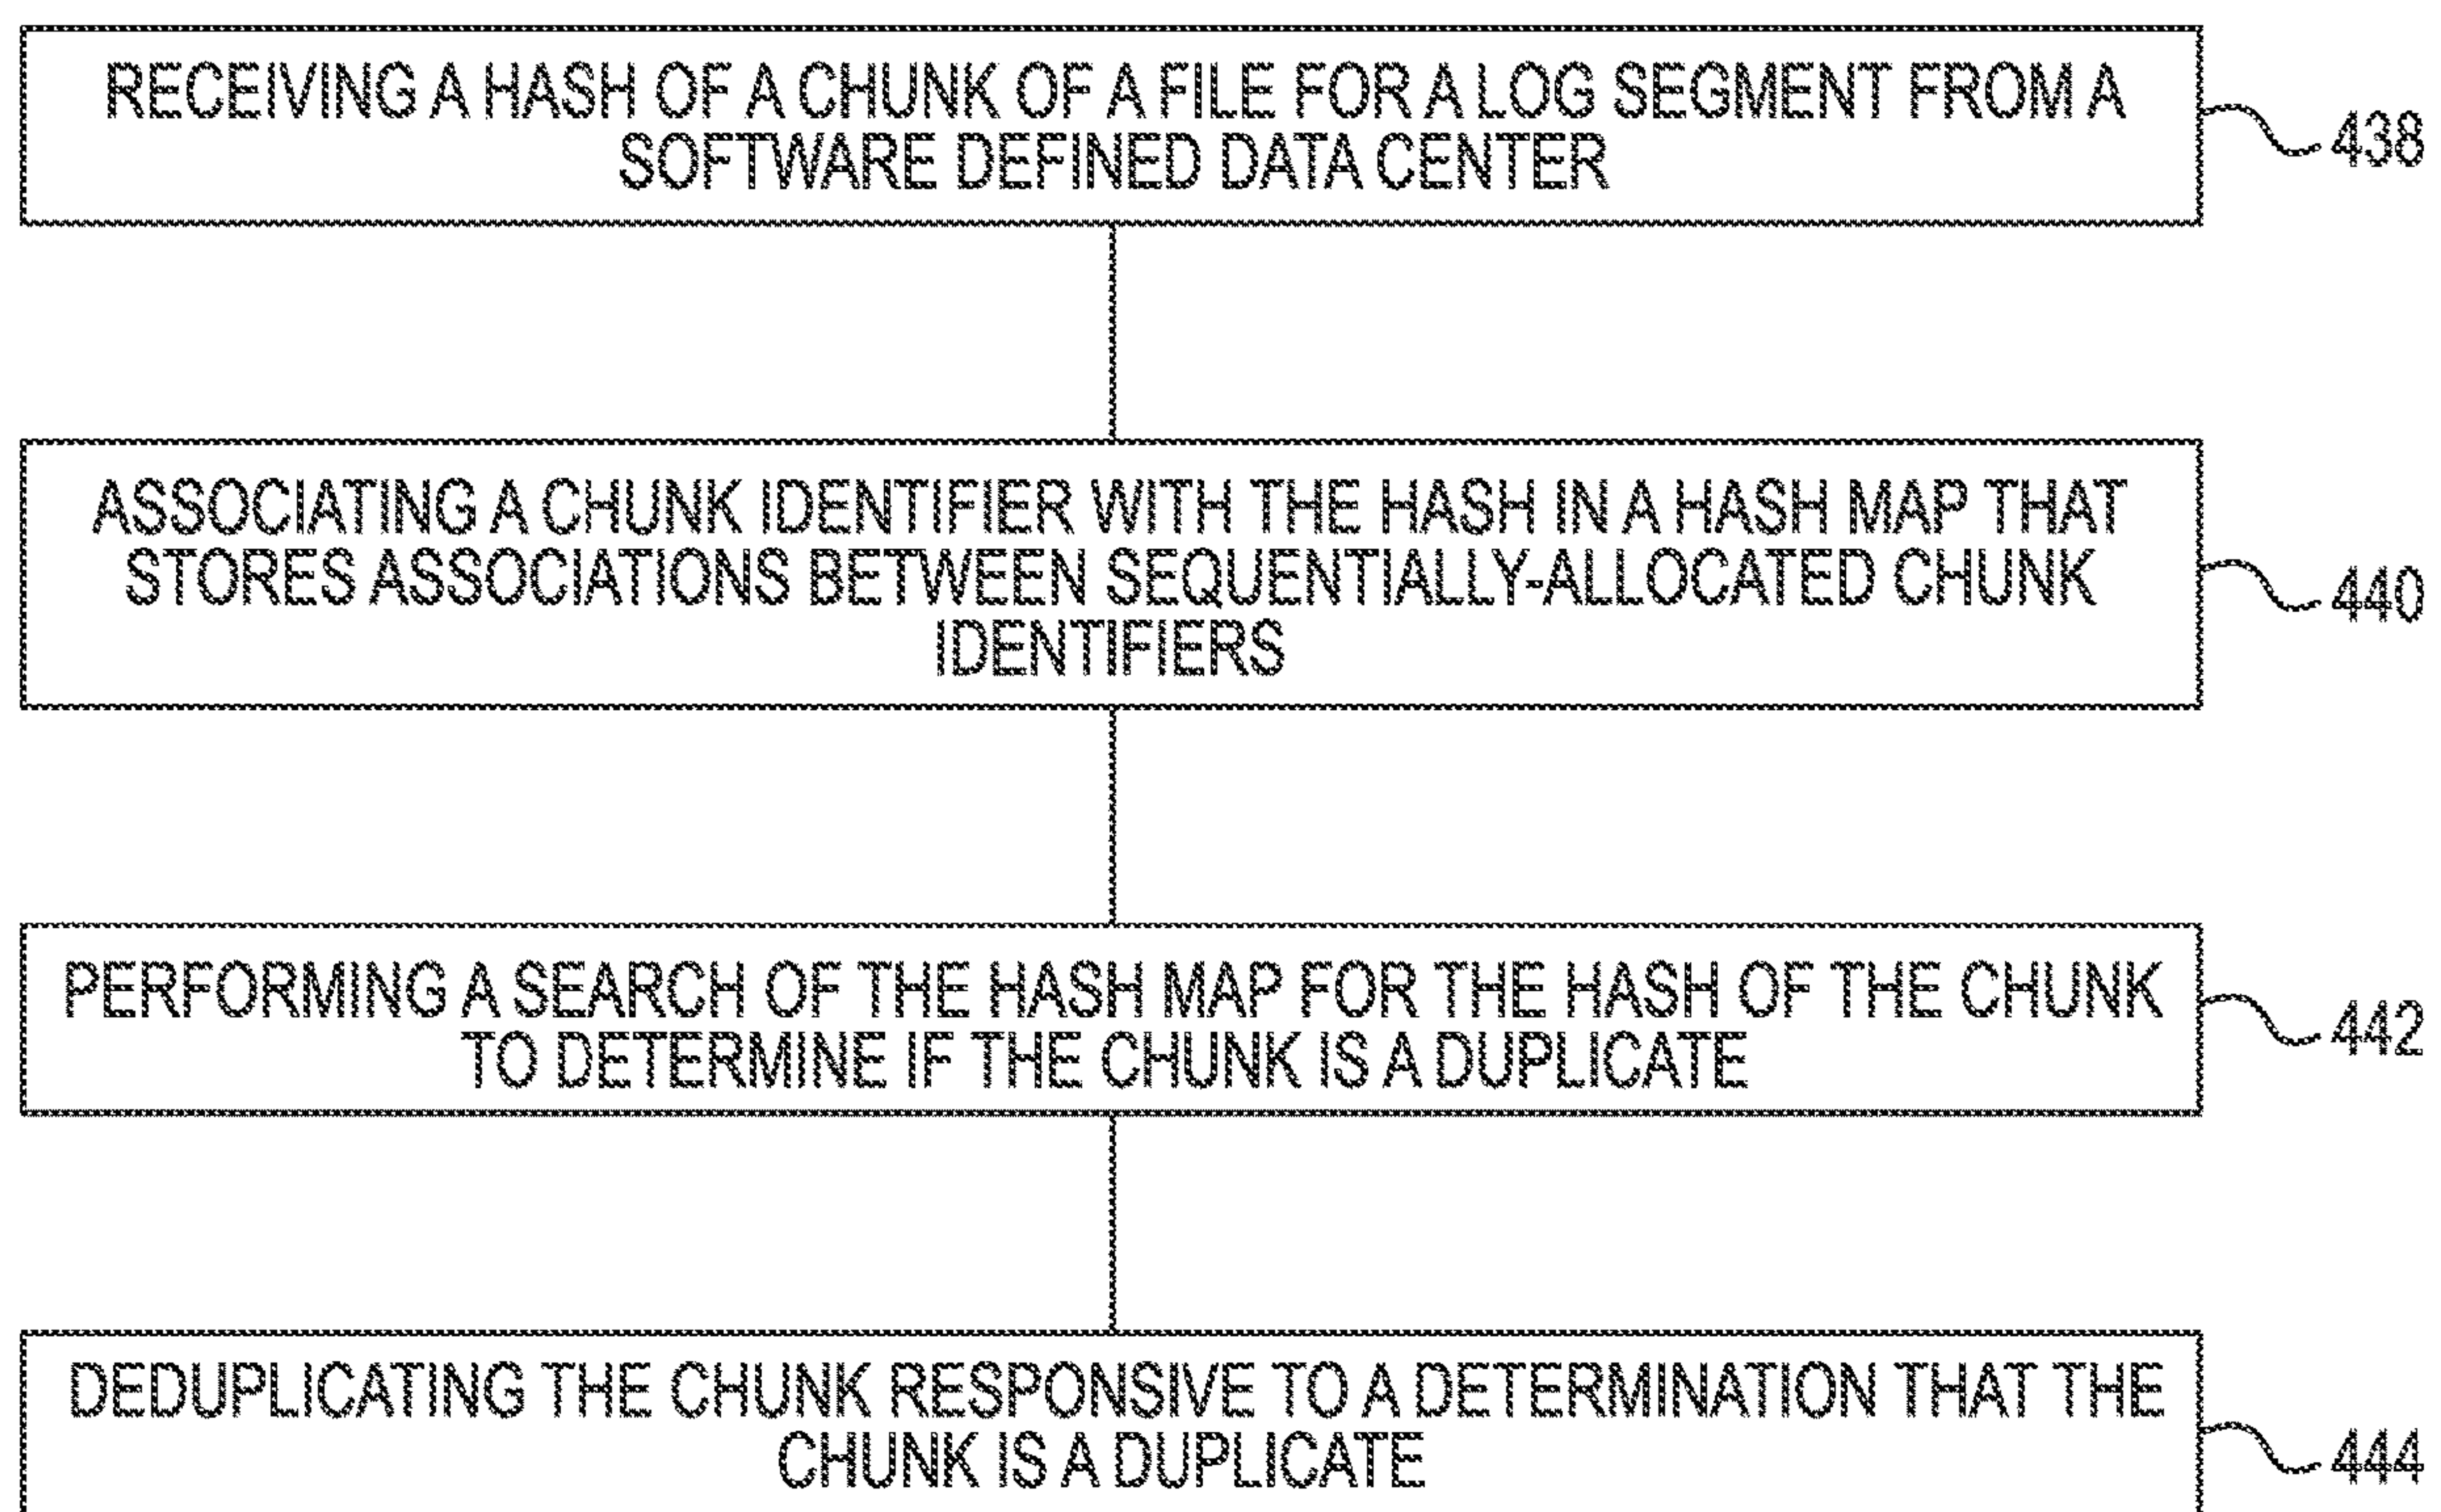 RECEIVING A HASH OF A CHUNK OF A FILE FOR A LOG SEGMENT FROM A
SOFTWARE DEFINED DATA CENTER
438
ASSOCIATING A CHUNK IDENTIFIER WITH THE HASH IN A HASH MAP THAT
STORES ASSOCIATIONS BETWEEN SEQUENTIALLY-ALLOCATED CHUNK
IDENTIFIERS
440
PERFORMING A SEARCH OF THE HASH MAP FOR THE HASH OF THE CHUNK
TO DETERMINE IF THE CHUNK IS A DUPLICATE
442
DEDUPLICATING THE CHUNK RESPONSIVE TO A DETERMINATION THAT THE
CHUNK IS A DUPLICATE
444